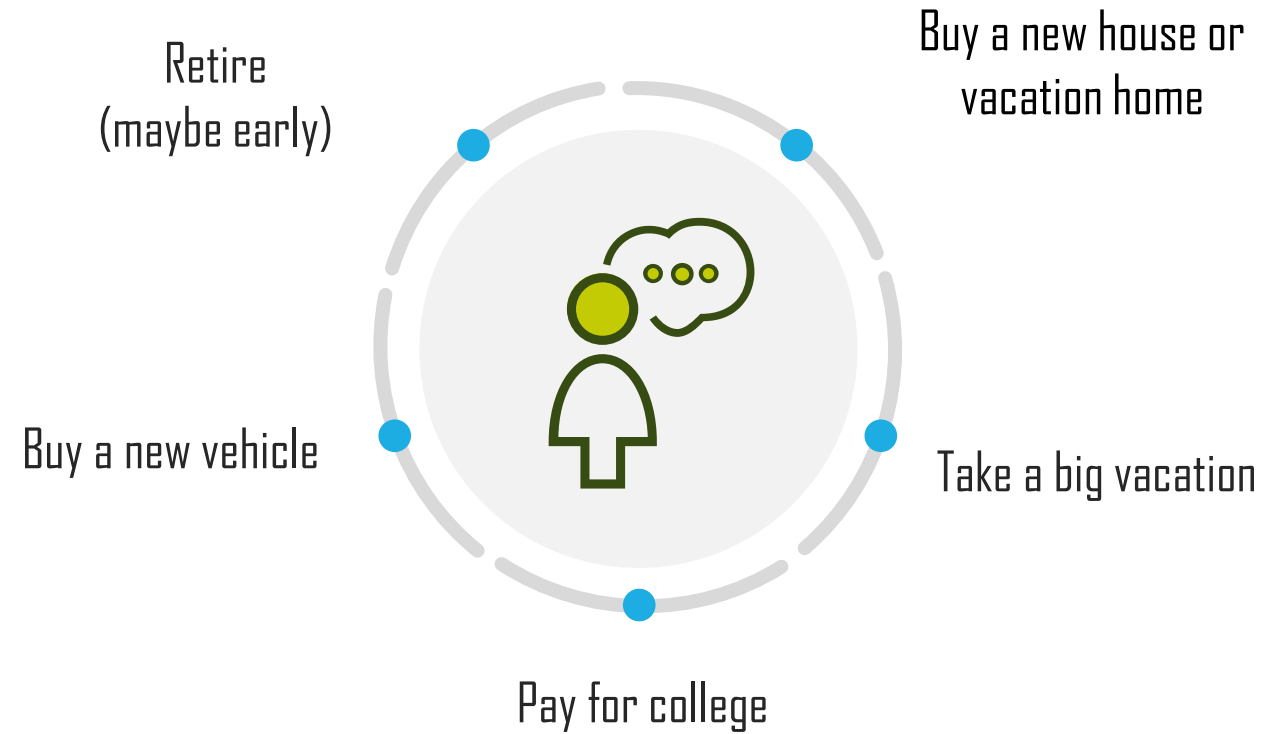 Buy a new house or
vacation home
Retire
(maybe early)
Buy a new vehicle
Take a big vacation
Pay for college